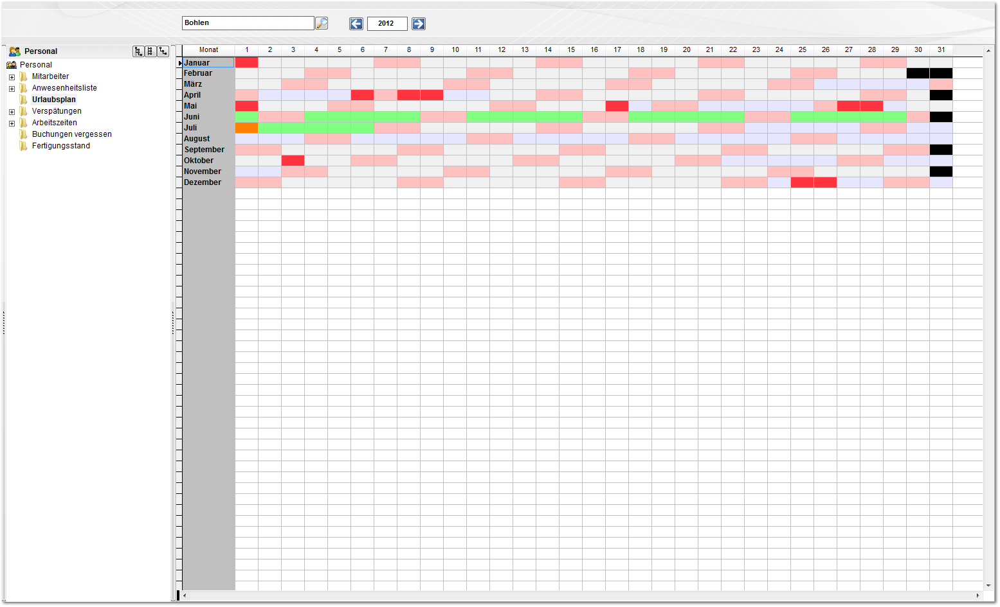 Bohlen
2012
Personal
Personal
Mitarbeiter
Anwesenheitsliste
Urlaubsplan
Verspätungen
Arbeitszeiten
Buchungen vergessen
Fertigungsstand
Monat 1 2 3 4 5 6 7 8 9 10 11 12 13 14 15 16 17 18 19 20 21 22 23 24 25 26 27 28 29 30 31
Januar
Februar
März
April
Mai
Juni
Juli
August
September
Oktober
November
Dezember